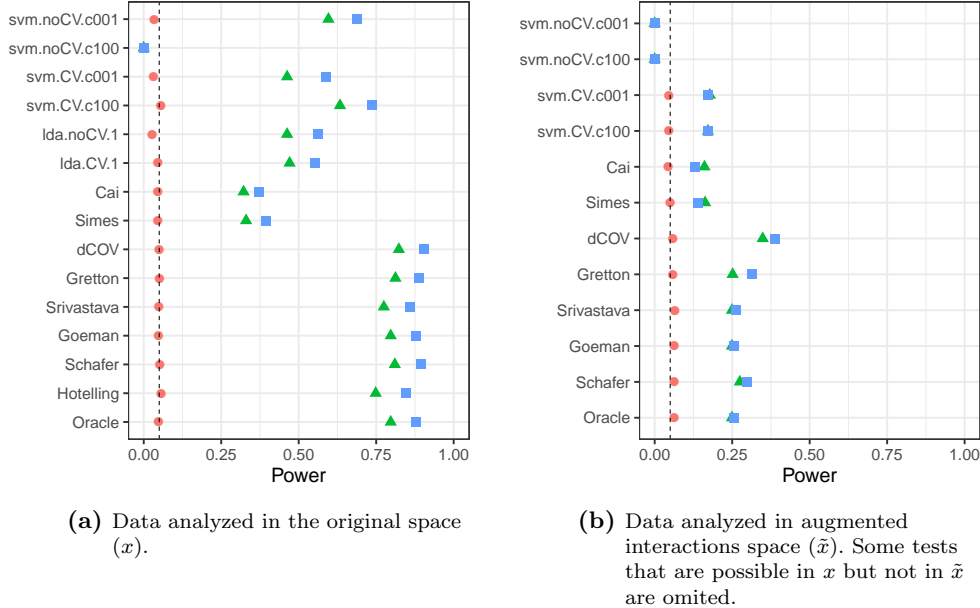 svm.noCV.c001
svm.noCV.c100
svm.CV.c001
svm.CV.c100
lda.noCV.1
lda.CV.1
Cai
Simes
dCOV
Gretton
Srivastava
Goeman
Schafer
Hotelling
Oracle
0.00 0.25 0.50 0.75 1.00
Power
(a) Data analyzed in the original space
(x).
svm.noCV.c001
svm.noCV.c100
svm.CV.c001
svm.CV.c100
Cai
Simes
dCOV
Gretton
Srivastava
Goeman
Schafer
Oracle
0.00 0.25 0.50 0.75 1.00
Power
(b) Data analyzed in augmented
interactions space (x̃). Some tests
that are possible in x but not in x̃
are omited.